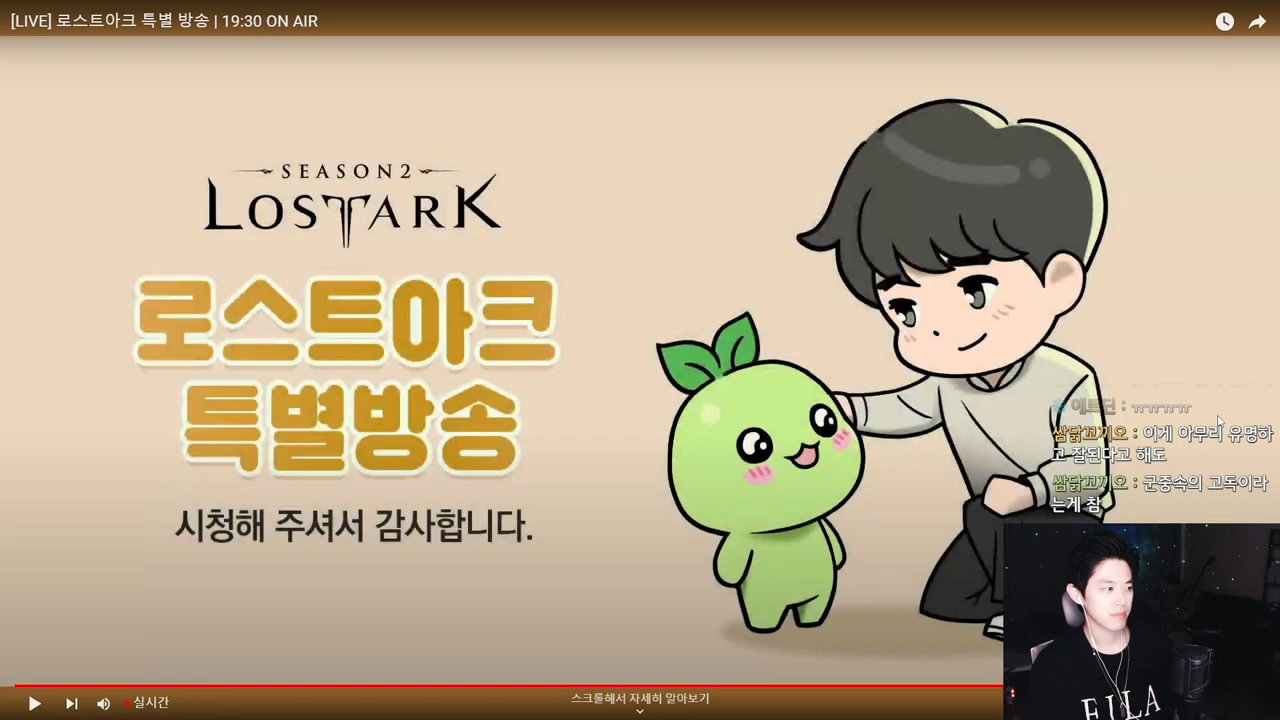 [LIVE] 로스트아크 특별 방송 | 19:30 ON AIR
SEASON2
LOSTARK
로스트아크
특별방송
시청해 주셔서 감사합니다.
에트딘 : ㅠㅠㅠㅠ
쌈닭꼬끼오 : 이게 아무리 유명하
고 잘된다고 해도
쌈닭꼬끼오 : 군중속의 고독이라
는게 참
실시간
스크롤해서 자세히 알아보기